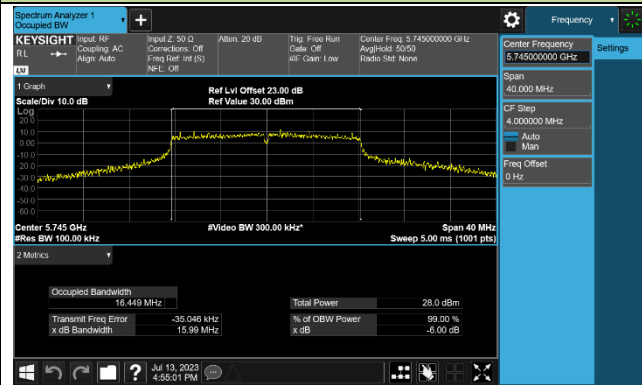 Spectrum Analyzer 1
Occupied BW
+
Frequency
KEYSIGHT
RL
LXI
Input: RF
Coupling: AC
Align: Auto
Input Z: 50 Ω
Corrections: Off
Freq Ref: Int (S)
NFE: Off
Atten: 20 dB
Trig: Free Run
Gate: Off
#IF Gain: Low
Center Freq: 5.745000000 GHz
Avg|Hold: 50/50
Radio Std: None
Center Frequency
5.745000000 GHz
Settings
Span
40.000 MHz
CF Step
4.000000 MHz
Auto
Man
Freq Offset
0 Hz
1 Graph
Scale/Div 10.0 dB
Ref Lvl Offset 23.00 dB
Ref Value 30.00 dBm
Log
20.0
10.0
0.00
-10.0
-20.0
-30.0
-40.0
-50.0
-60.0
Center 5.745 GHz
#Video BW 300.00 kHz*
Span 40 MHz
#Res BW 100.00 kHz
Sweep 5.00 ms (1001 pts)
2 Metrics
Occupied Bandwidth
16.449 MHz
Total Power 28.0 dBm
Transmit Freq Error -35.046 kHz
% of OBW Power 99.00 %
x dB Bandwidth 15.99 MHz
x dB -6.00 dB
?
Jul 13, 2023
4:55:01 PM